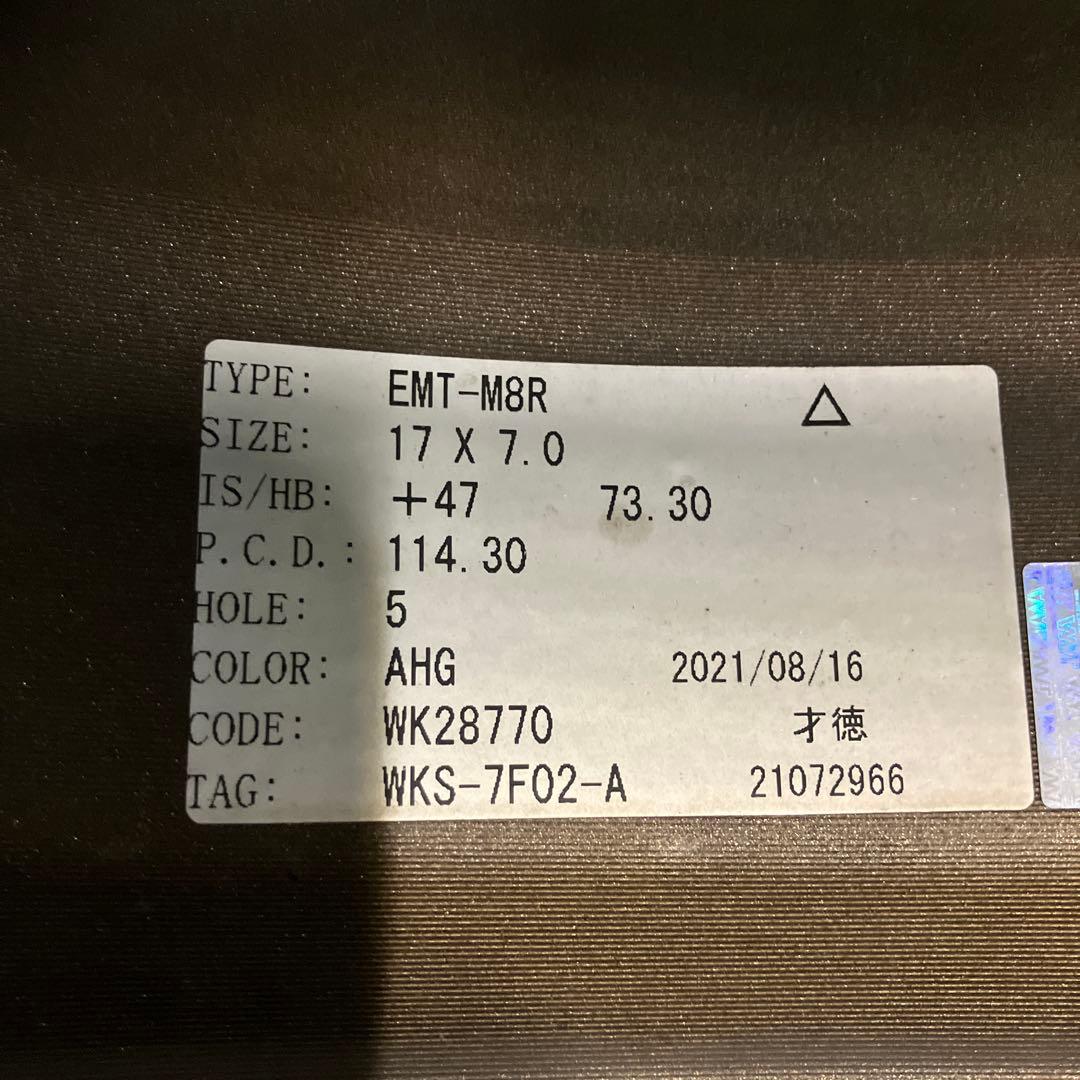 TYPE: EMT-M8R △
SIZE: 17 X 7.0
IS/HB: +47 73.30
P.C.D.: 114.30
HOLE: 5
COLOR: AHG 2021/08/16
CODE: WK28770 才徳
TAG: WKS-7F02-A 21072966